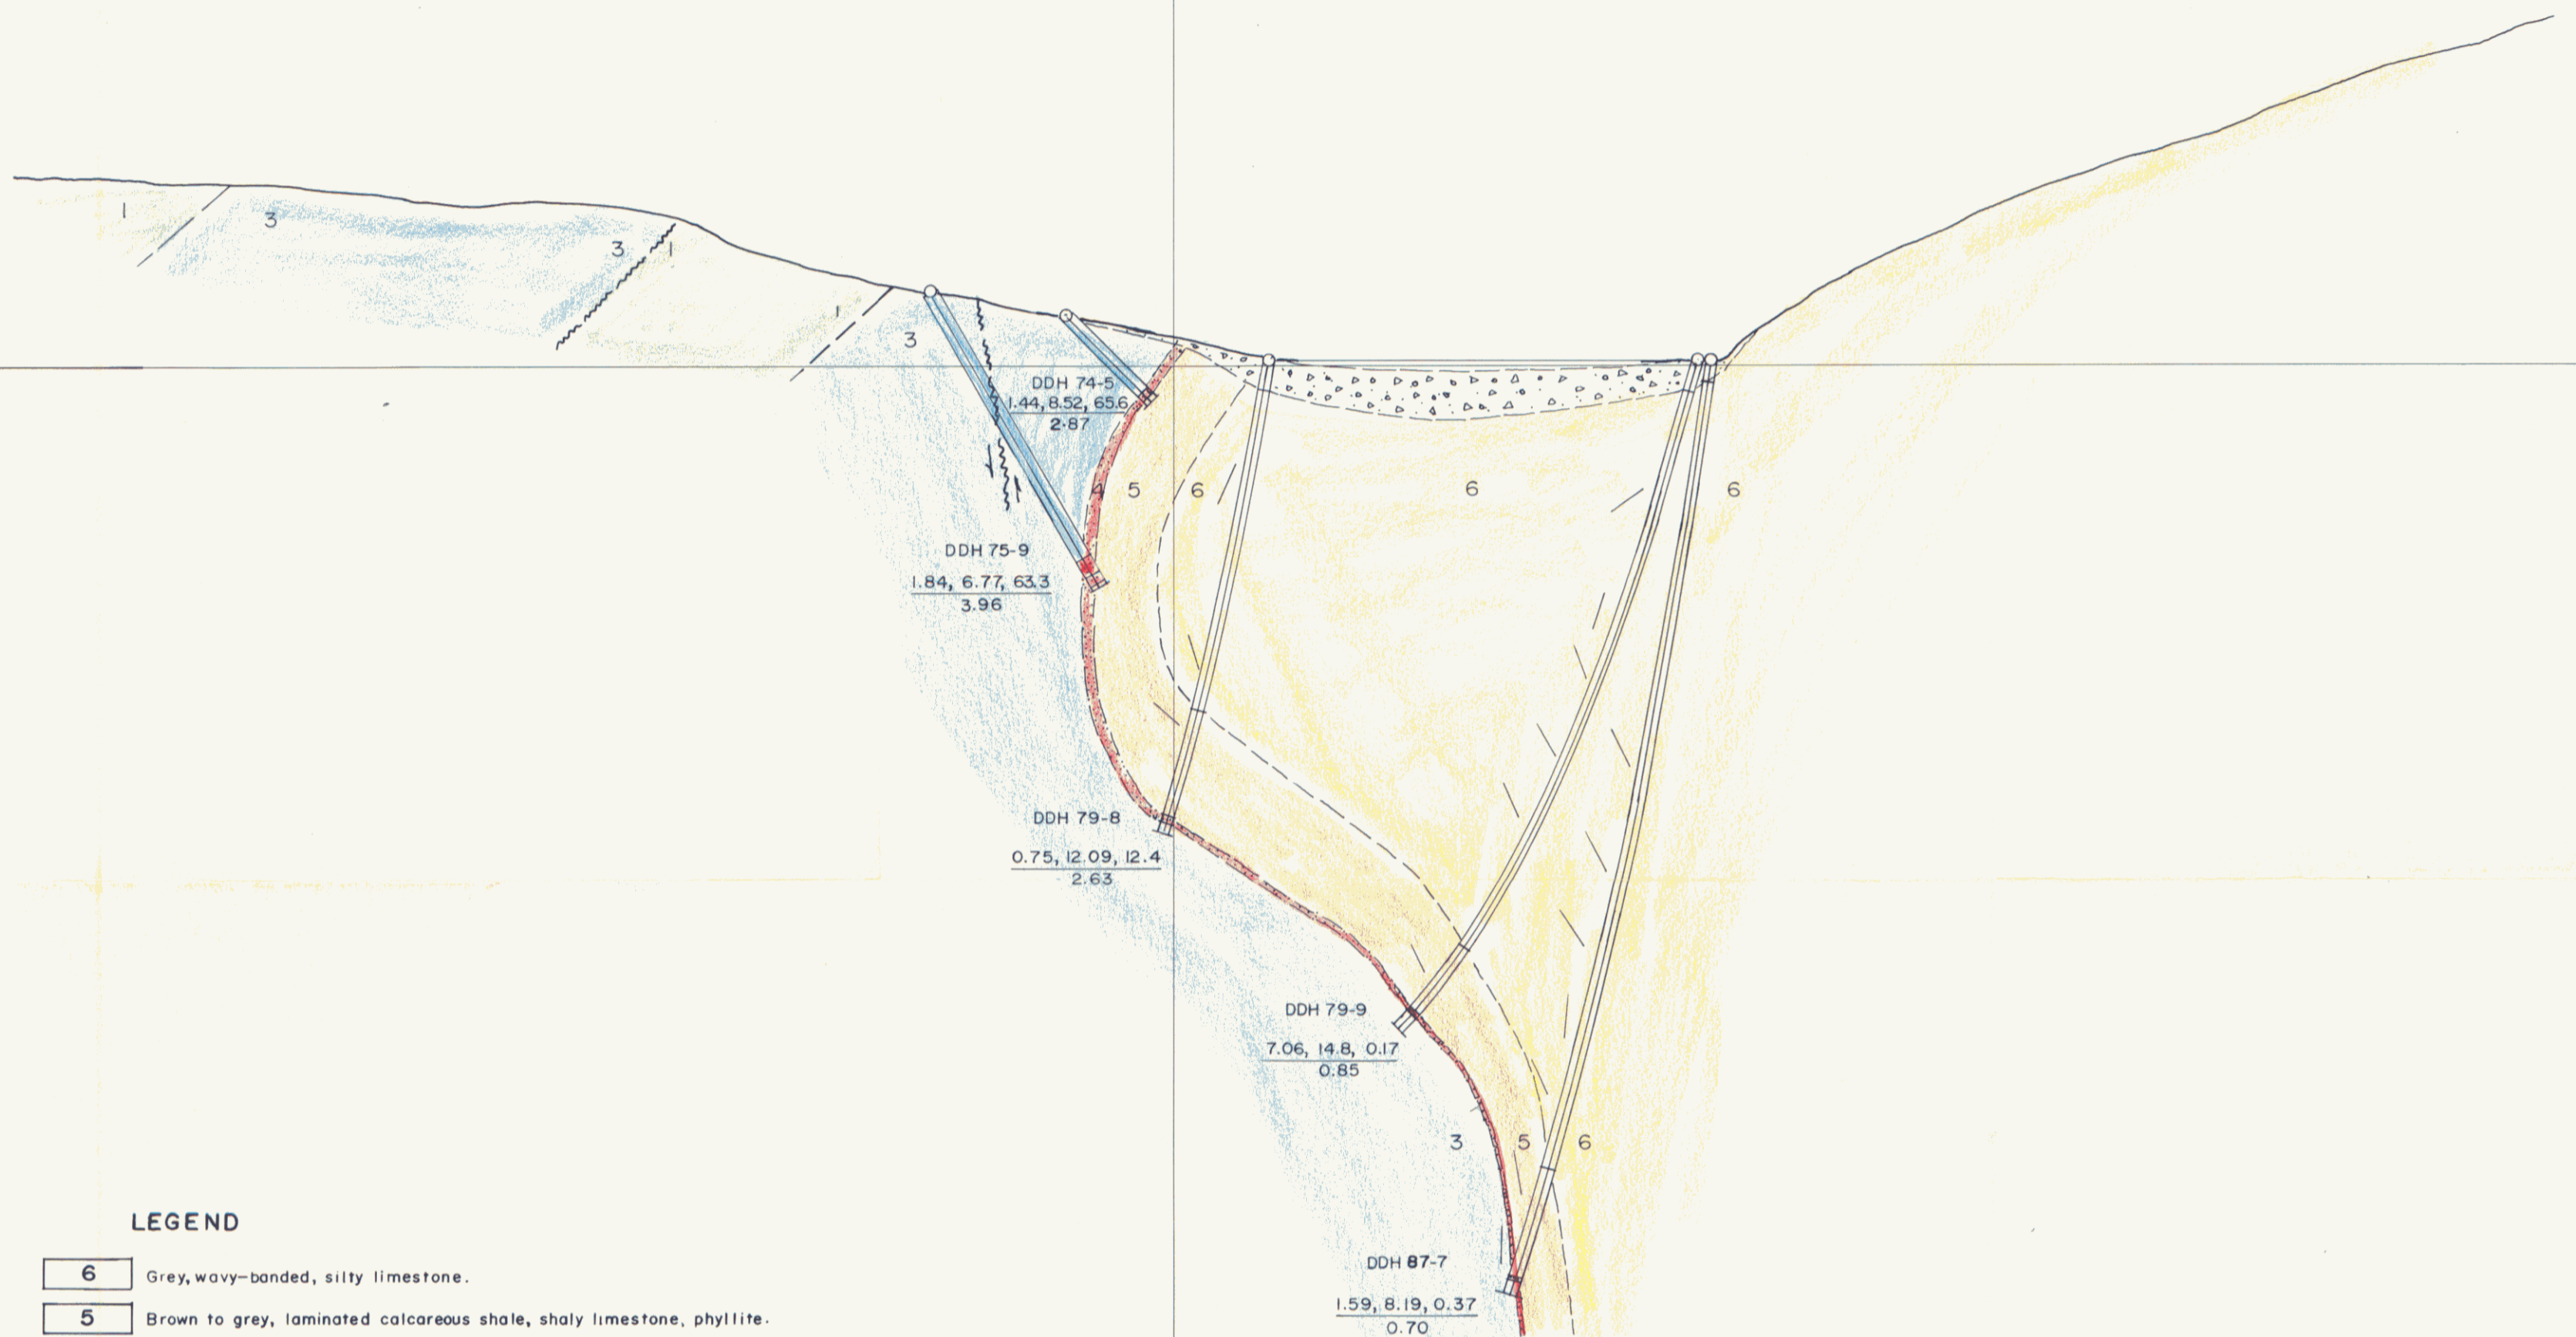 1
3
3
1
1
3
DDH 74-5
1.44, 8.52, 65.6
2.87
4
5
6
6
6
DDH 75-9
1.84, 6.77, 63.3
3.96
DDH 79-8
0.75, 12.09, 12.4
2.63
DDH 79-9
7.06, 14.8, 0.17
0.85
3
5
6
DDH 87-7
1.59, 8.19, 0.37
0.70
LEGEND
6 Grey, wavy-banded, silty limestone.
5 Brown to grey, laminated calcareous shale, shaly limestone, phyllite.